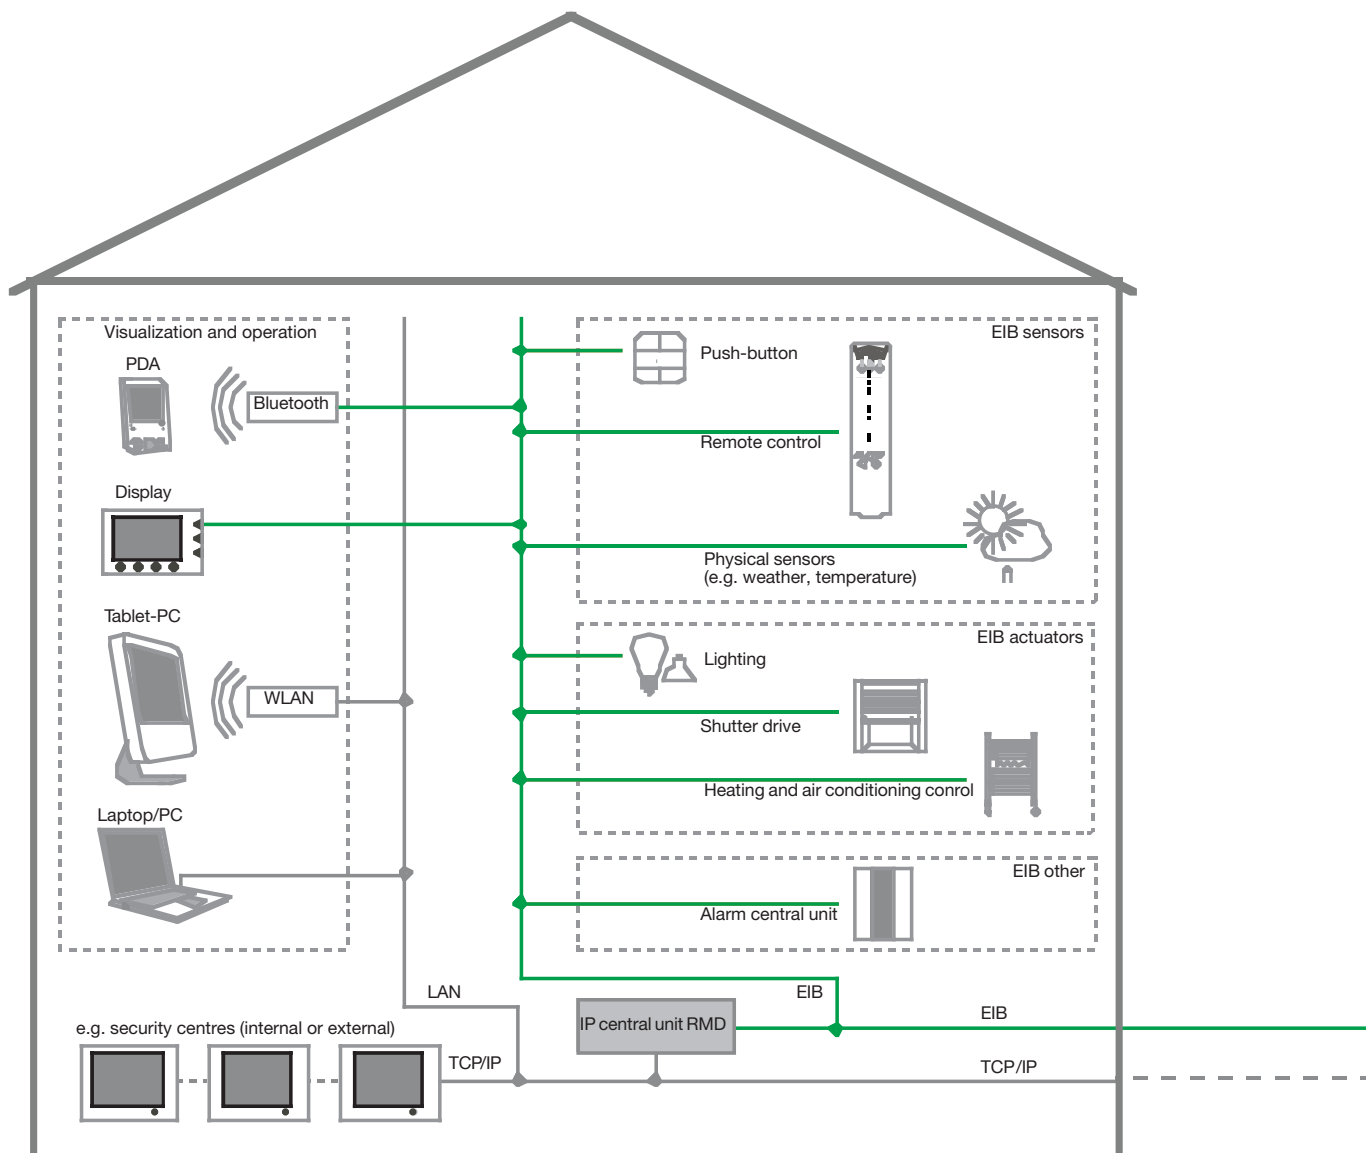 Visualization and operation
PDA
Bluetooth
Display
Tablet-PC
WLAN
Laptop/PC
EIB sensors
Push-button
Remote control
Physical sensors
(e.g. weather, temperature)
EIB actuators
Lighting
Shutter drive
Heating and air conditioning conrol
EIB other
Alarm central unit
LAN
EIB
IP central unit RMD
EIB
e.g. security centres (internal or external)
TCP/IP
TCP/IP